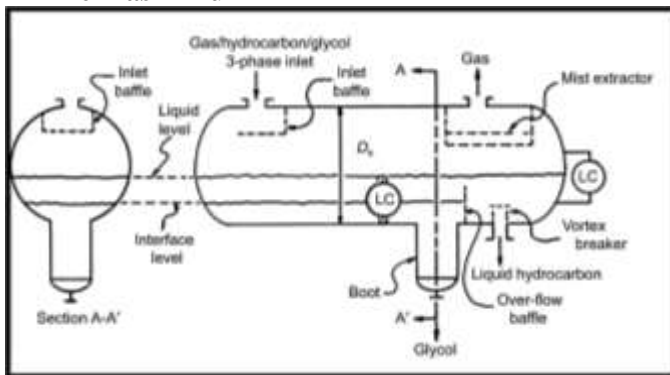 Gas/hydrocarbon/glycol
3-phase inlet
Inlet
baffle
Inlet
baffle
A
Gas
Mist extractor
Liquid
level
LC
LC
Interface
level
Vortex
breaker
Boot
Liquid hydrocarbon
Over-flow
baffle
Section A-A'
A'
Glycol